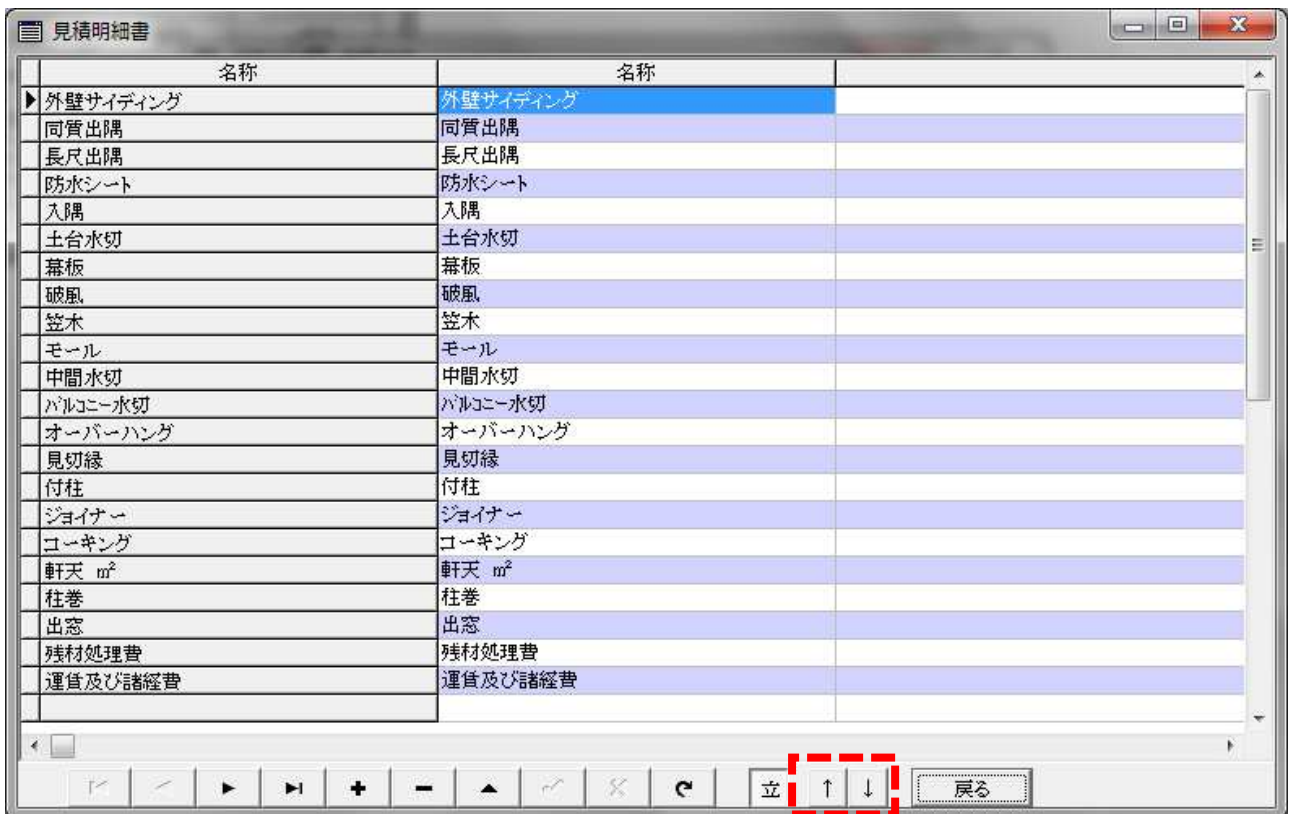 見積明細書
名称 名称
外壁サイディング 外壁サイディング
同質出隅 同質出隅
長尺出隅 長尺出隅
防水シート 防水シート
入隅 入隅
土台水切 土台水切
幕板 幕板
破風 破風
笠木 笠木
モール モール
中間水切 中間水切
バルコニー水切 バルコニー水切
オーバーハング オーバーハング
見切縁 見切縁
付柱 付柱
ジョイナー ジョイナー
コーキング コーキング
軒天 ㎡ 軒天 ㎡
柱巻 柱巻
出窓 出窓
残材処理費 残材処理費
運賃及び諸経費 運賃及び諸経費
立 ↑ ↓ 戻る